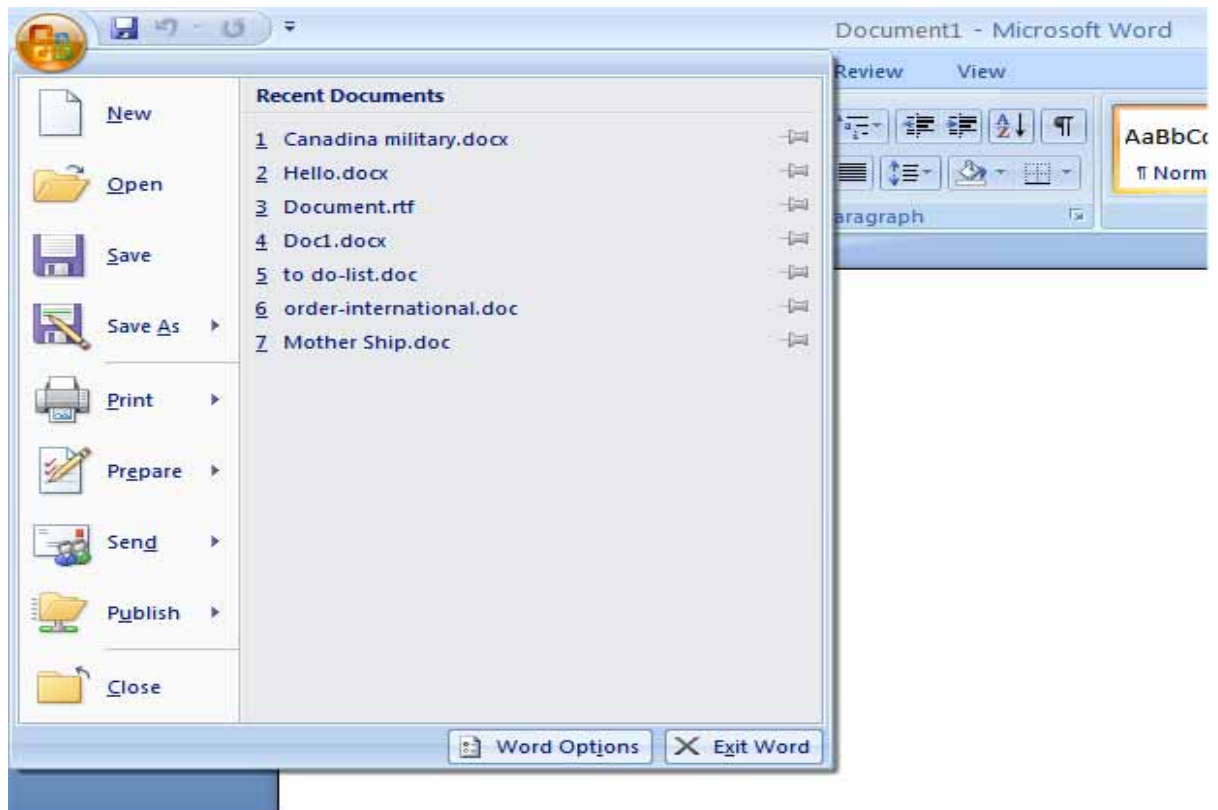 Document1 - Microsoft Word
Review View
New
Open
Save
Save As
Print
Prepare
Send
Publish
Close
Recent Documents
1 Canadina military.docx
2 Hello.docx
3 Document.rtf
4 Doc1.docx
5 to do-list.doc
6 order-international.doc
7 Mother Ship.doc
AaBbCc
¶ Norm
aragraph
Word Options
Exit Word